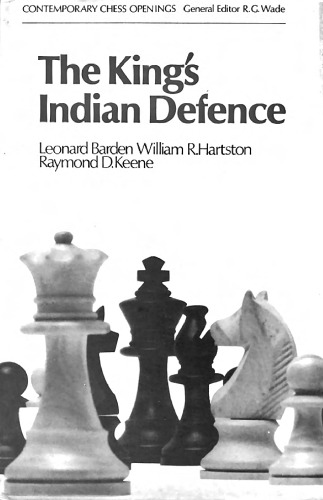 CONTEMPORARY CHESS OPENINGS General Editor R.G.Wade
The King's
Indian Defence
Leonard Barden William R.Hartston
Raymond D.Keene